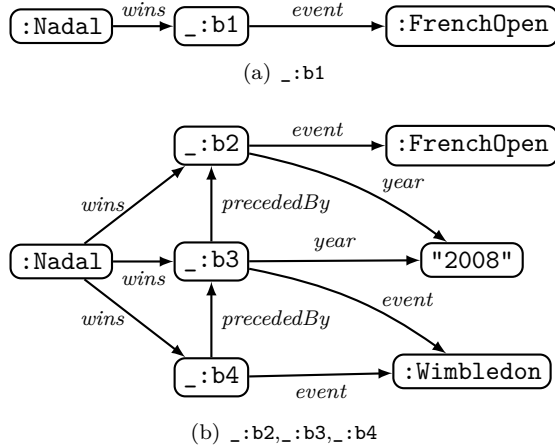 wins event
:Nadal _:b1 :FrenchOpen
(a) _:b1
event
_:b2 :FrenchOpen
year
wins precededBy
year
:Nadal _:b3 "2008"
wins
event
wins precededBy
_:b4 :Wimbledon
event
(b) _:b2,_:b3,_:b4